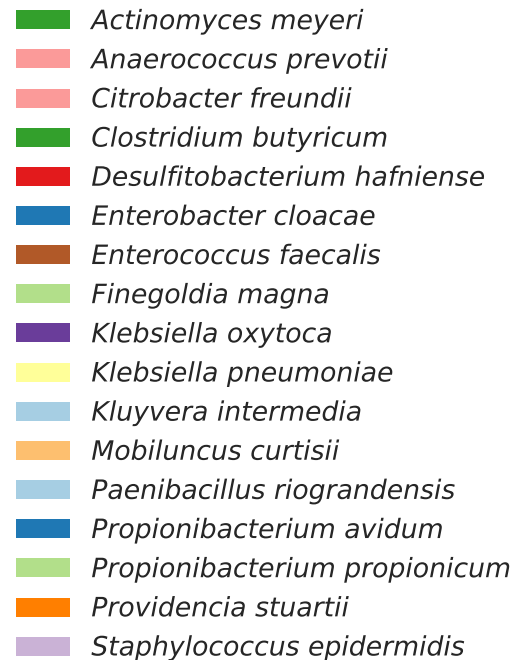 Actinomyces meyeri
Anaerococcus prevotii
Citrobacter freundii
Clostridium butyricum
Desulfitobacterium hafniense
Enterobacter cloacae
Enterococcus faecalis
Finegoldia magna
Klebsiella oxytoca
Klebsiella pneumoniae
Kluyvera intermedia
Mobiluncus curtisii
Paenibacillus riograndensis
Propionibacterium avidum
Propionibacterium propionicum
Providencia stuartii
Staphylococcus epidermidis